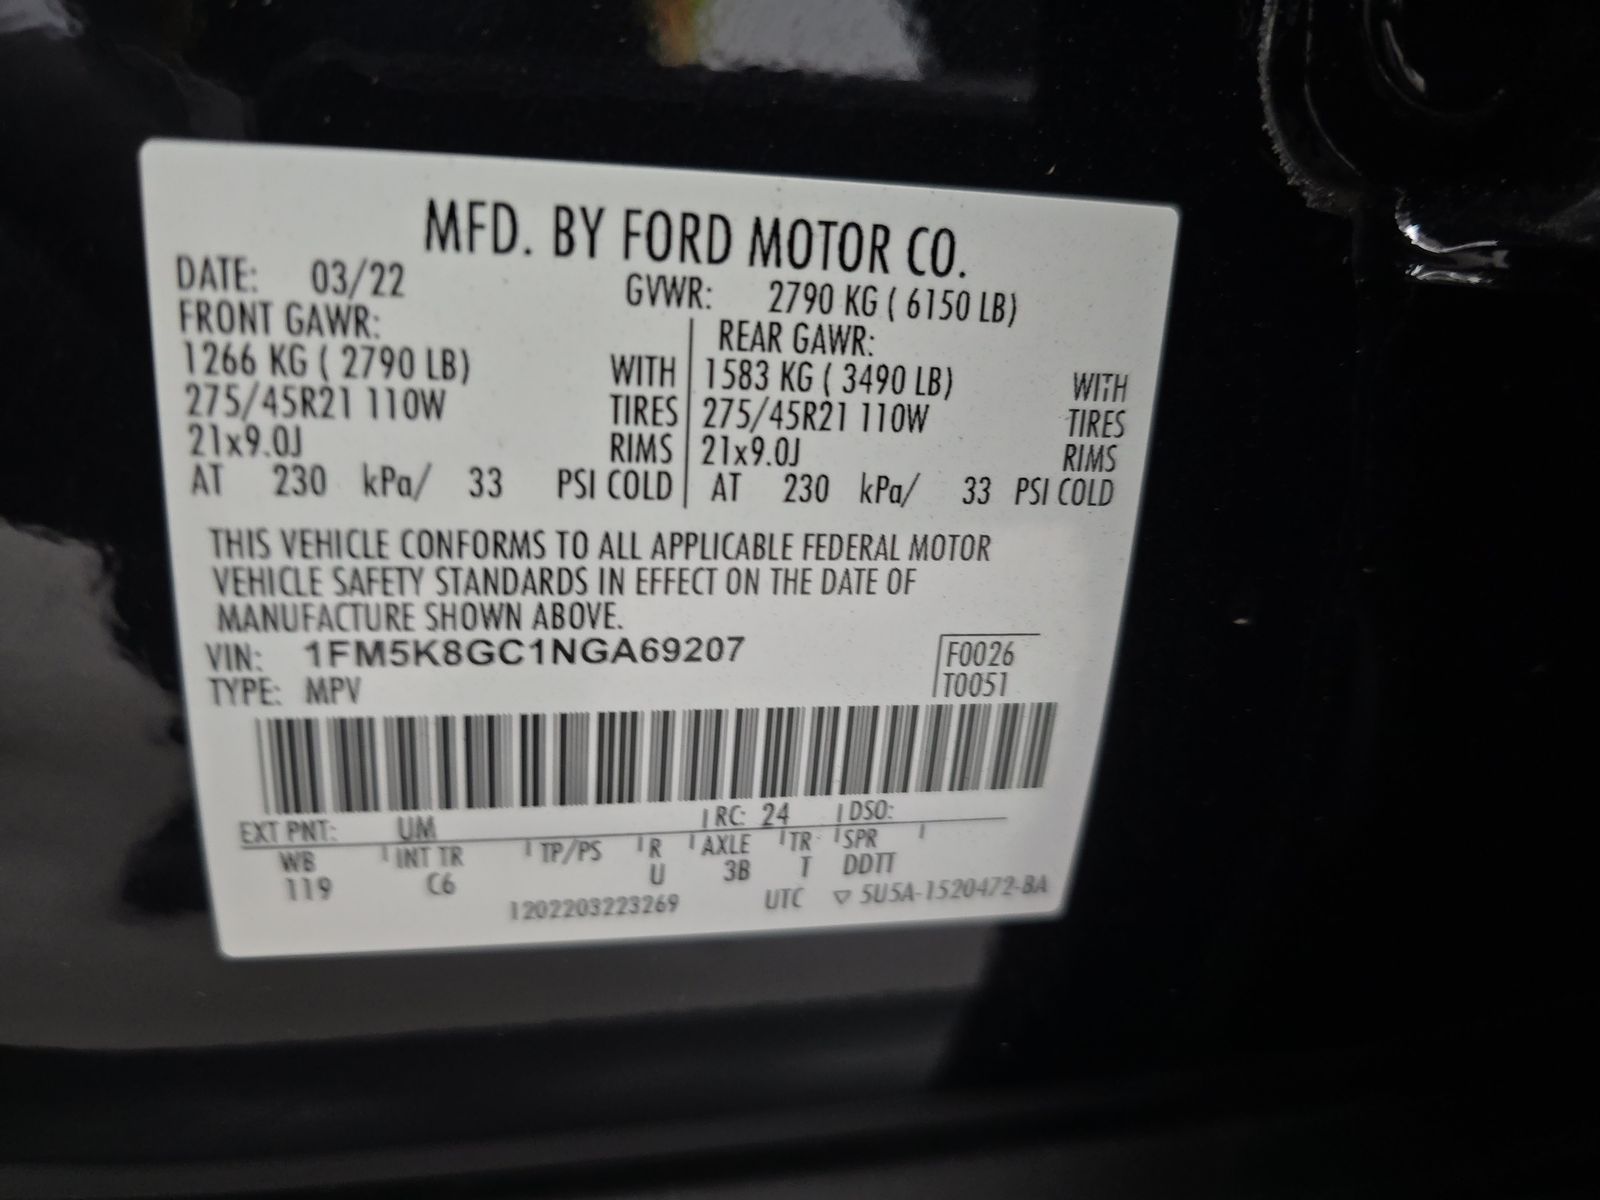 MFD. BY FORD MOTOR CO.
DATE: 03/22 GVWR: 2790 KG ( 6150 LB)
FRONT GAWR: REAR GAWR:
1266 KG ( 2790 LB) WITH 1583 KG ( 3490 LB) WITH
275/45R21 110W TIRES 275/45R21 110W TIRES
21x9.0J RIMS 21x9.0J RIMS
AT 230 kPa/ 33 PSI COLD AT 230 kPa/ 33 PSI COLD
THIS VEHICLE CONFORMS TO ALL APPLICABLE FEDERAL MOTOR
VEHICLE SAFETY STANDARDS IN EFFECT ON THE DATE OF
MANUFACTURE SHOWN ABOVE.
VIN: 1FM5K8GC1NGA69207 F0026
TYPE: MPV T0051
EXT PNT: UM RC: 24 DSO:
WB INT TR TP/PS R AXLE TR SPR
119 C6 U 3B T DDTT
1202203223269 UTC ▽ 5U5A-1520472-BA